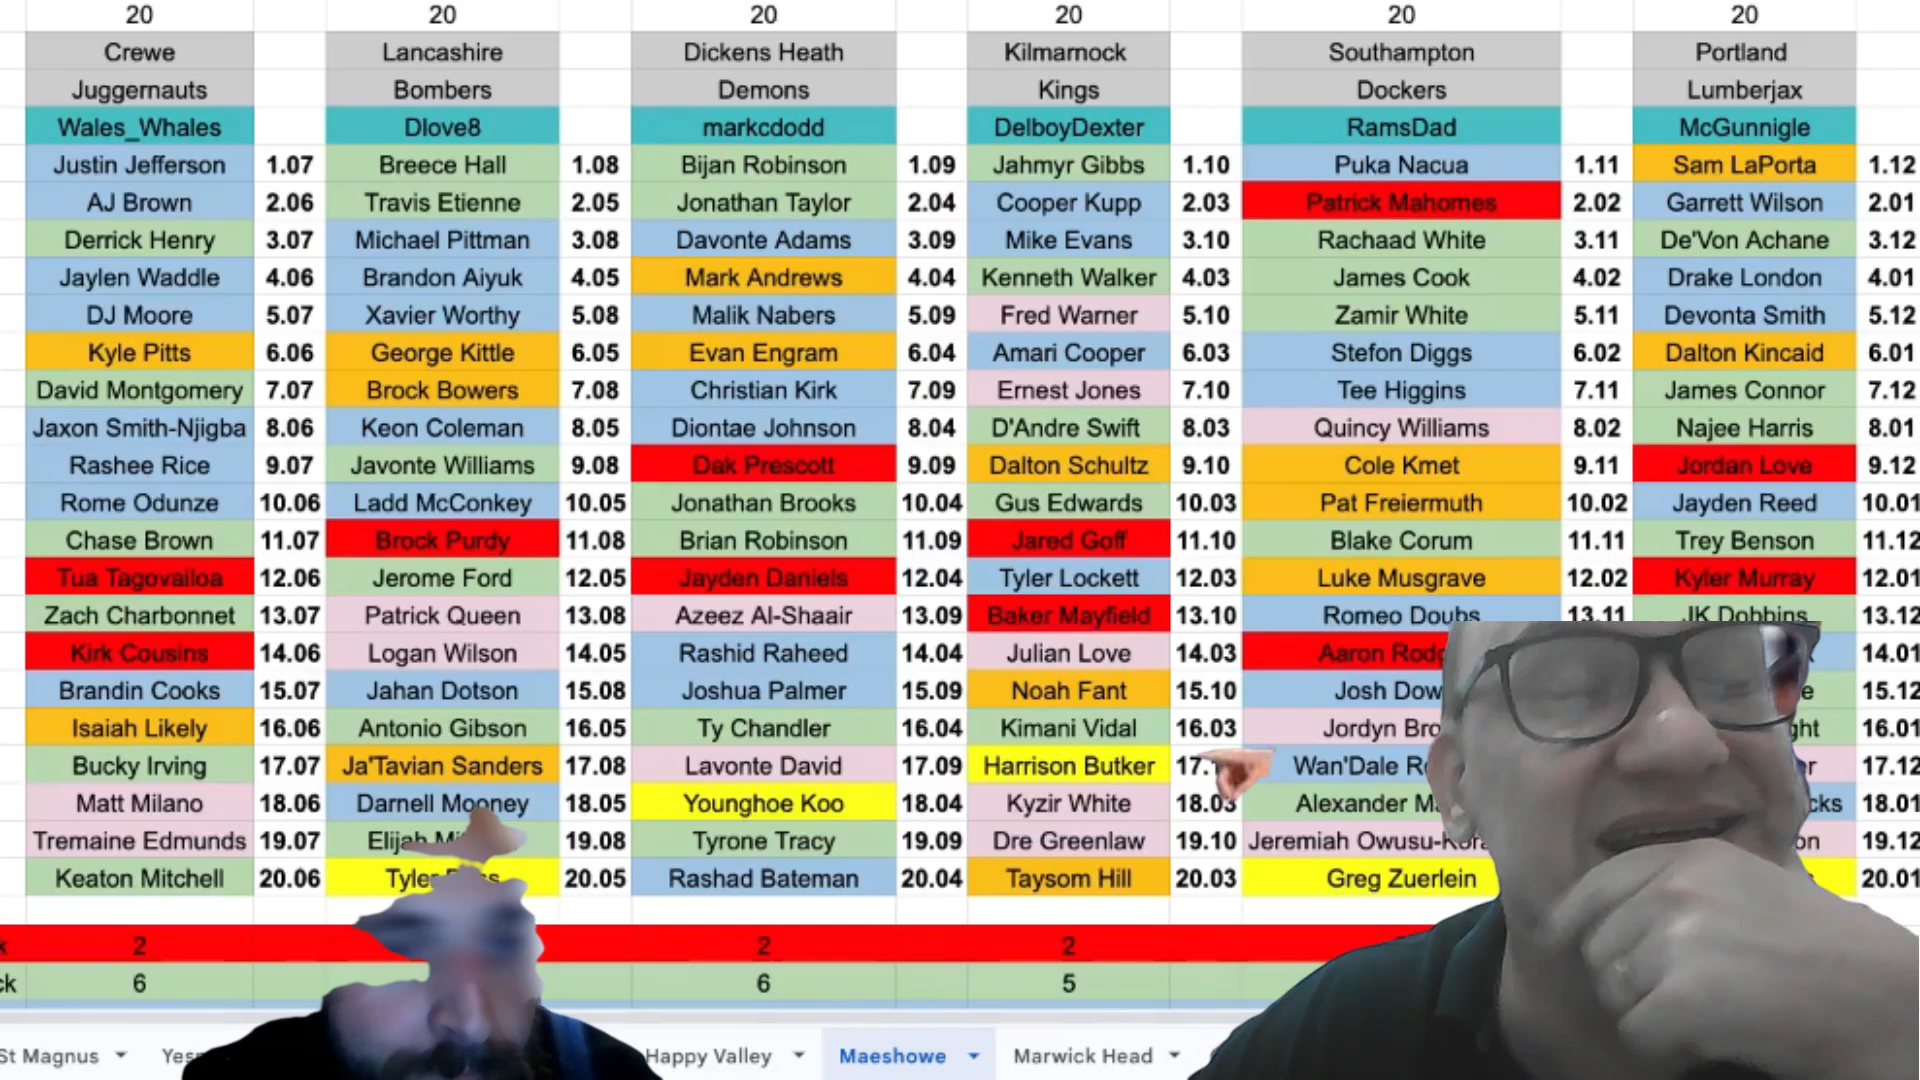 20 20 20 20 20 20
Crewe Lancashire Dickens Heath Kilmarnock Southampton Portland
Juggernauts Bombers Demons Kings Dockers Lumberjax
Wales_Whales Dlove8 markcdodd DelboyDexter RamsDad McGunnigle
Justin Jefferson 1.07 Breece Hall 1.08 Bijan Robinson 1.09 Jahmyr Gibbs 1.10 Puka Nacua 1.11 Sam LaPorta 1.12
AJ Brown 2.06 Travis Etienne 2.05 Jonathan Taylor 2.04 Cooper Kupp 2.03 Patrick Mahomes 2.02 Garrett Wilson 2.01
Derrick Henry 3.07 Michael Pittman 3.08 Davonte Adams 3.09 Mike Evans 3.10 Rachaad White 3.11 De'Von Achane 3.12
Jaylen Waddle 4.06 Brandon Aiyuk 4.05 Mark Andrews 4.04 Kenneth Walker 4.03 James Cook 4.02 Drake London 4.01
DJ Moore 5.07 Xavier Worthy 5.08 Malik Nabers 5.09 Fred Warner 5.10 Zamir White 5.11 Devonta Smith 5.12
Kyle Pitts 6.06 George Kittle 6.05 Evan Engram 6.04 Amari Cooper 6.03 Stefon Diggs 6.02 Dalton Kincaid 6.01
David Montgomery 7.07 Brock Bowers 7.08 Christian Kirk 7.09 Ernest Jones 7.10 Tee Higgins 7.11 James Connor 7.12
Jaxon Smith-Njigba 8.06 Keon Coleman 8.05 Diontae Johnson 8.04 D'Andre Swift 8.03 Quincy Williams 8.02 Najee Harris 8.01
Rashee Rice 9.07 Javonte Williams 9.08 Dak Prescott 9.09 Dalton Schultz 9.10 Cole Kmet 9.11 Jordan Love 9.12
Rome Odunze 10.06 Ladd McConkey 10.05 Jonathan Brooks 10.04 Gus Edwards 10.03 Pat Freiermuth 10.02 Jayden Reed 10.01
Chase Brown 11.07 Brock Purdy 11.08 Brian Robinson 11.09 Jared Goff 11.10 Blake Corum 11.11 Trey Benson 11.12
Tua Tagovailoa 12.06 Jerome Ford 12.05 Jayden Daniels 12.04 Tyler Lockett 12.03 Luke Musgrave 12.02 Kyler Murray 12.01
Zach Charbonnet 13.07 Patrick Queen 13.08 Azeez Al-Shaair 13.09 Baker Mayfield 13.10 Romeo Doubs 13.11 JK Dobbins 13.12
Kirk Cousins 14.06 Logan Wilson 14.05 Rashid Raheed 14.04 Julian Love 14.03 Aaron 14.01
Brandin Cooks 15.07 Jahan Dotson 15.08 Joshua Palmer 15.09 Noah Fant 15.10 Josh 15.12
Isaiah Likely 16.06 Antonio Gibson 16.05 Ty Chandler 16.04 Kimani Vidal 16.03 Jordyn 16.01
Bucky Irving 17.07 Ja'Tavian Sanders 17.08 Lavonte David 17.09 Harrison Butker Wan'Dale 17.12
Matt Milano 18.06 Darnell Mooney 18.05 Younghoe Koo 18.04 Kyzir White 18.03 Alexander 18.01
Tremaine Edmunds 19.07 Elijah 19.08 Tyrone Tracy 19.09 Dre Greenlaw 19.10 Jeremiah 19.12
Keaton Mitchell 20.06 Tyler 20.05 Rashad Bateman 20.04 Taysom Hill 20.03 Greg Zuerlein 20.01
2 2 2
6 6 5
St Magnus Happy Valley Maeshowe Marwick Head